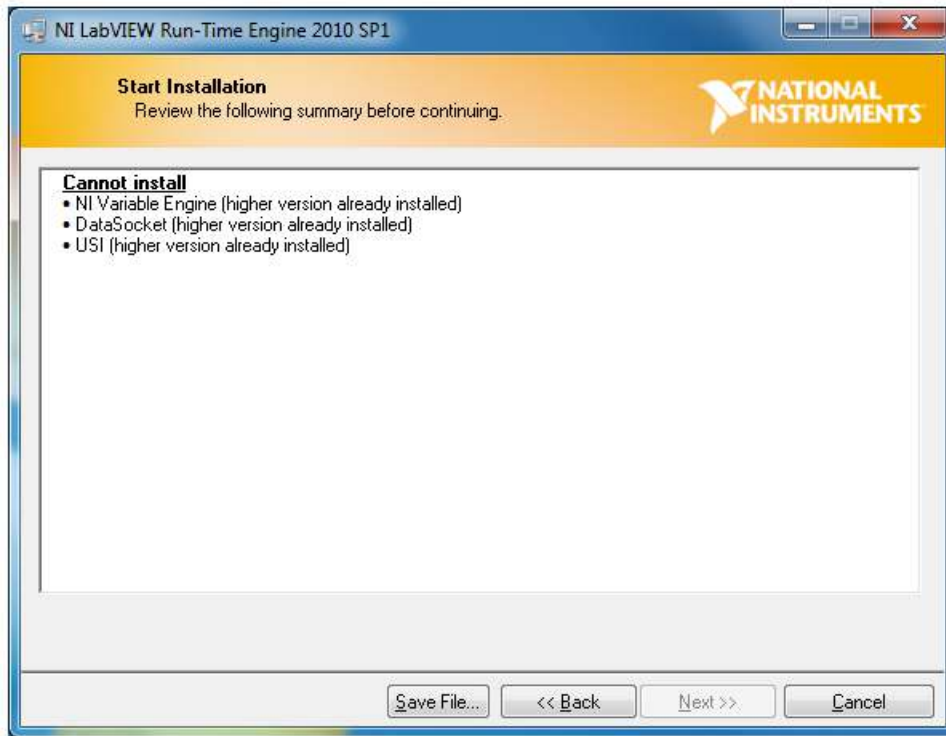 NI LabVIEW Run-Time Engine 2010 SP1
Start Installation
Review the following summary before continuing.
NATIONAL
INSTRUMENTS
Cannot install
• NI Variable Engine (higher version already installed)
• DataSocket (higher version already installed)
• USI (higher version already installed)
Save File...
<< Back
Next >>
Cancel